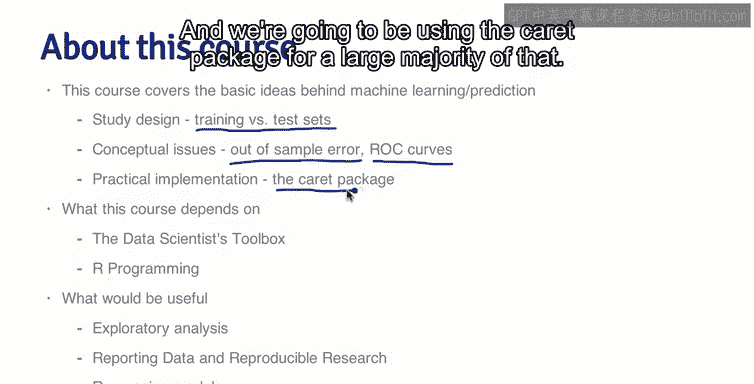 And we're going to be using the caret
package for a large majority of that.
About this course
· This course covers the basic ideas behind machine learning/prediction
- Study design - training vs. test sets
- Conceptual issues - out of sample error, ROC curves
- Practical implementation - the caret package
· What this course depends on
- The Data Scientist's Toolbox
- R Programming
· What would be useful
- Exploratory analysis
- Reporting Data and Reproducible Research